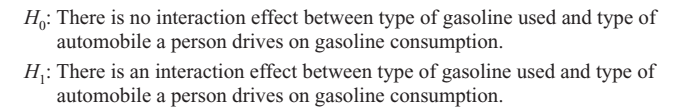 H₀: There is no interaction effect between type of gasoline used and type of
automobile a person drives on gasoline consumption.
H₁: There is an interaction effect between type of gasoline used and type of
automobile a person drives on gasoline consumption.